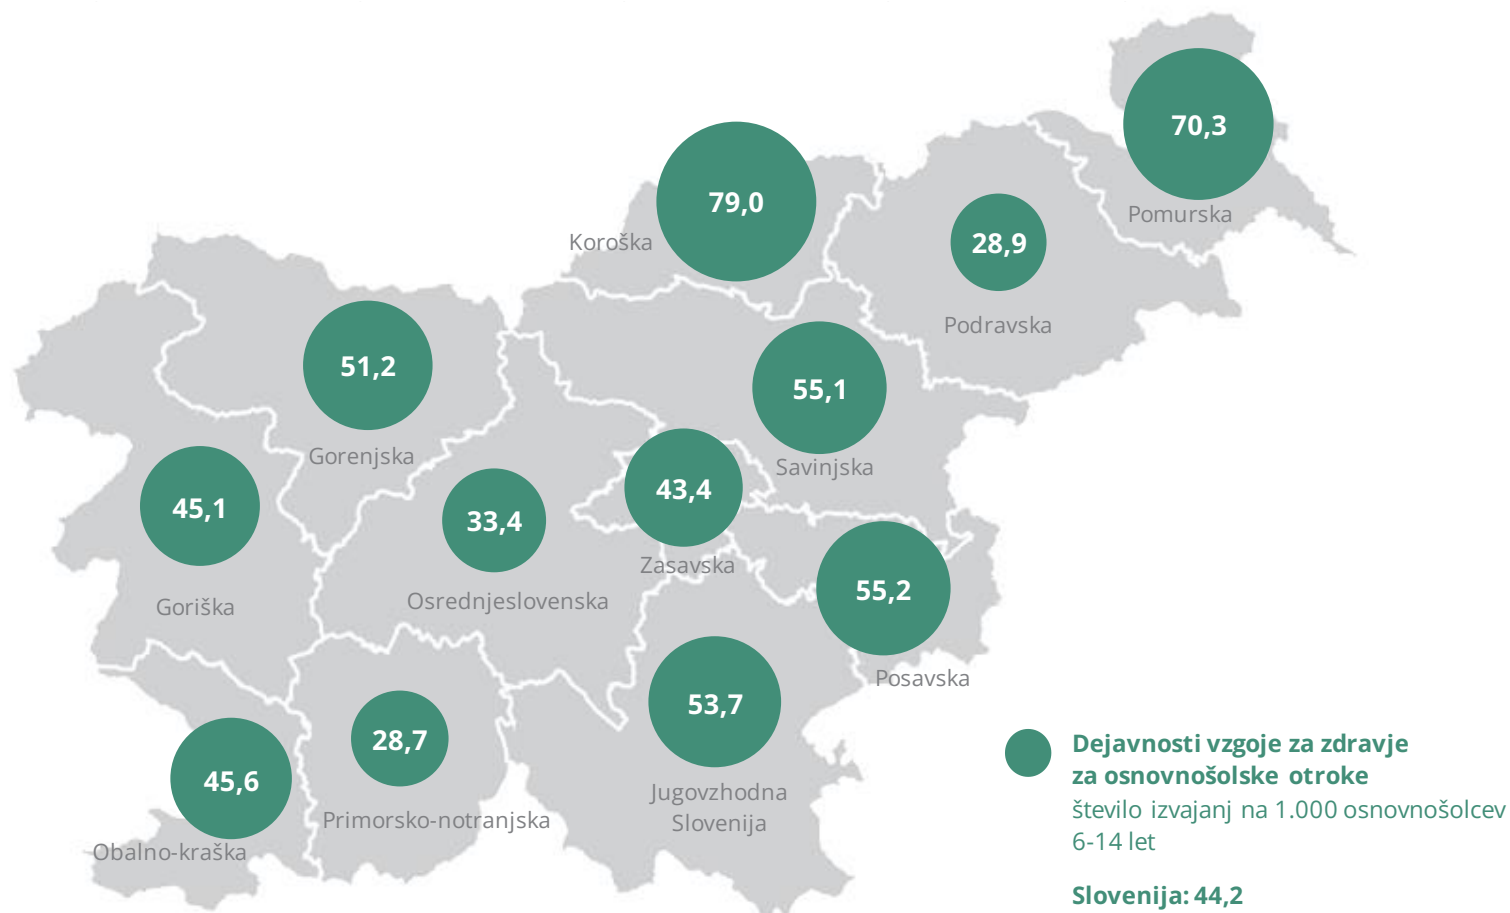 70,3
Pomurska
79,0
Koroška
28,9
Podravska
51,2
Gorenjska
55,1
Savinjska
45,1
Goriška
33,4
Osrednjeslovenska
43,4
Zasavska
55,2
Posavska
53,7
Jugovzhodna
Slovenija
28,7
Primorsko-notranjska
45,6
Obalno-kraška
Dejavnosti vzgoje za zdravje
za osnovnošolske otroke
število izvajanj na 1.000 osnovnošolcev
6-14 let
Slovenija: 44,2